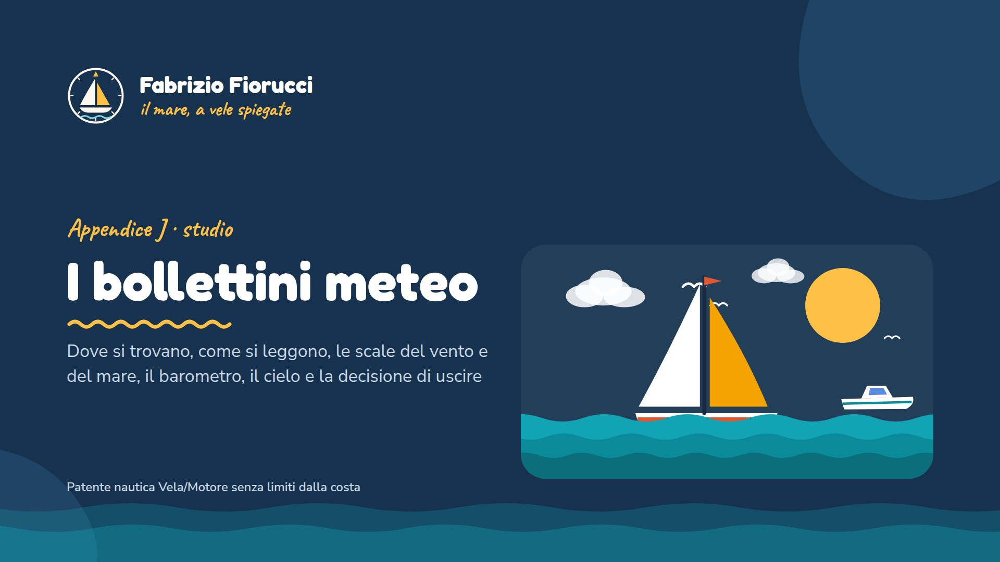 Fabrizio Fiorucci
il mare, a vele spiegate
Appendice J · studio
I bollettini meteo
Dove si trovano, come si leggono, le scale del vento e
del mare, il barometro, il cielo e la decisione di uscire
Patente nautica Vela/Motore senza limiti dalla costa